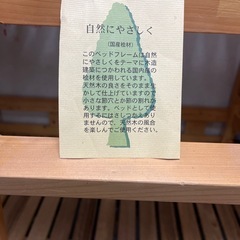 自然にやさしく
(国産桧材)
このベッドフレームは自然
にやさしくをテーマに木造
建築につかわれる国内産の
桧材を使用しています。
天然木の良さをそのまま生
かして仕上げていますので
小さな節穴とか節の割れが
あります。ベッドとして使
用するにはさしつかえあり
ませんので、天然木の風合
を楽しんでご使用ください。